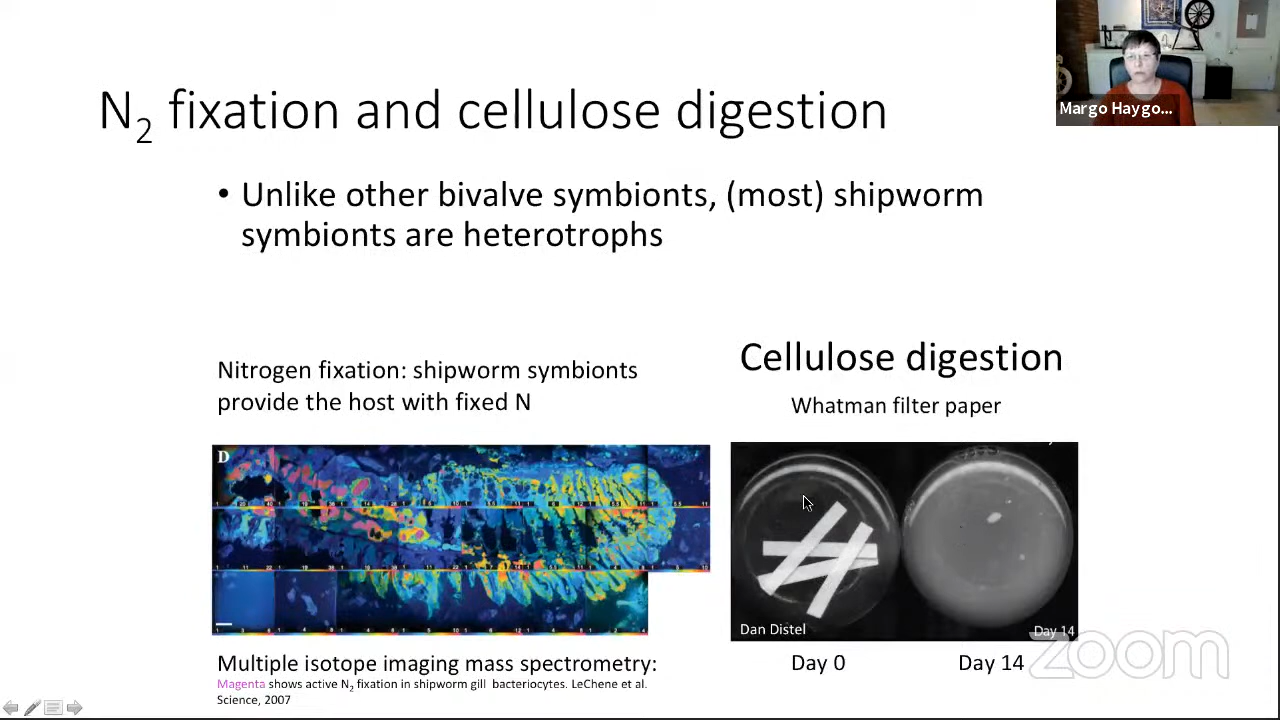 Margo Haygo...
N2 fixation and cellulose digestion
• Unlike other bivalve symbionts, (most) shipworm
symbionts are heterotrophs
Nitrogen fixation: shipworm symbionts
provide the host with fixed N
Cellulose digestion
Whatman filter paper
D
Dan Distel
Day 14
Day 0
Day 14
zoom
Multiple isotope imaging mass spectrometry:
Magenta shows active N2 fixation in shipworm gill bacteriocytes. LeChene et al.
Science, 2007